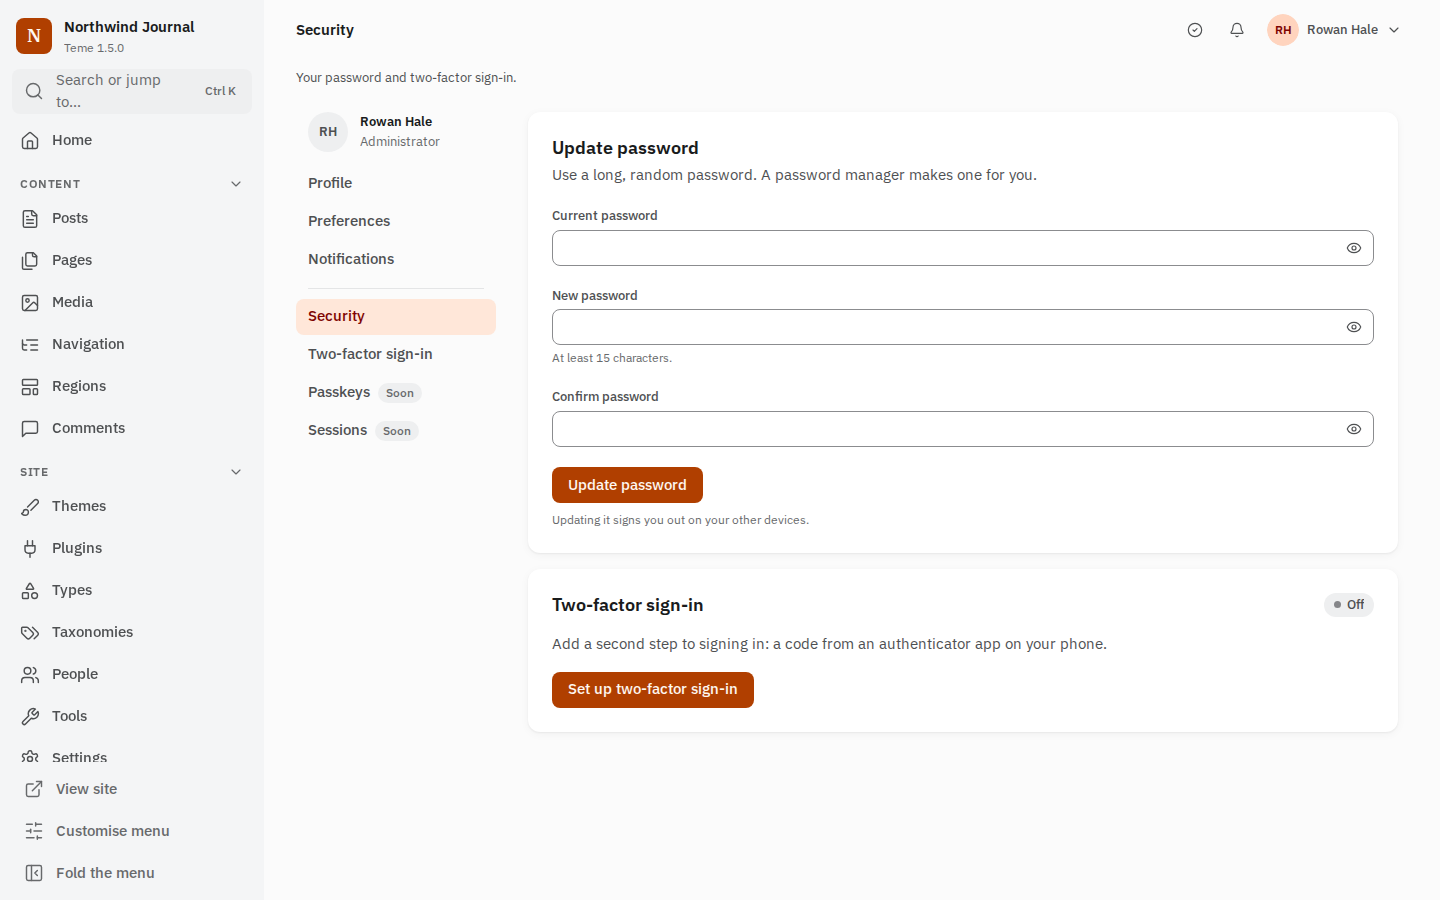 N
Northwind Journal
Teme 1.5.0
Search or jump
to...
Ctrl K
Home
CONTENT
Posts
Pages
Media
Navigation
Regions
Comments
SITE
Themes
Plugins
Types
Taxonomies
People
Tools
Settings
View site
Customise menu
Fold the menu
Security
RH
Rowan Hale
Your password and two-factor sign-in.
RH
Rowan Hale
Administrator
Profile
Preferences
Notifications
Security
Two-factor sign-in
Passkeys Soon
Sessions Soon
Update password
Use a long, random password. A password manager makes one for you.
Current password
New password
At least 15 characters.
Confirm password
Update password
Updating it signs you out on your other devices.
Two-factor sign-in
Off
Add a second step to signing in: a code from an authenticator app on your phone.
Set up two-factor sign-in